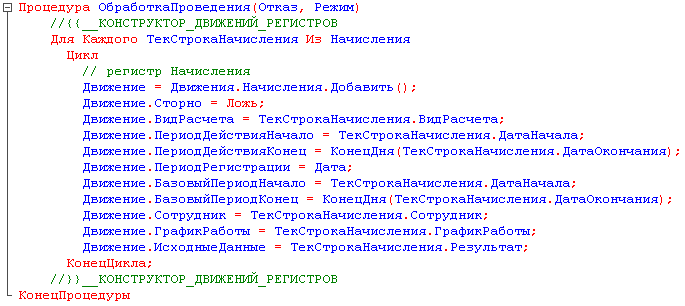 Процедура ОбработкаПроведения(Отказ, Режим)
//{{__КОНСТРУКТОР_ДВИЖЕНИЙ_РЕГИСТРОВ
Для Каждого ТекСтрокаНачисления Из Начисления
Цикл
// регистр Начисления
Движение = Движения.Начисления.Добавить();
Движение.Сторно = Ложь;
Движение.ВидРасчета = ТекСтрокаНачисления.ВидРасчета;
Движение.ПериодДействияНачало = ТекСтрокаНачисления.ДатаНачала;
Движение.ПериодДействияКонец = КонецДня(ТекСтрокаНачисления.ДатаОкончания);
Движение.ПериодРегистрации = Дата;
Движение.БазовыйПериодНачало = ТекСтрокаНачисления.ДатаНачала;
Движение.БазовыйПериодКонец = КонецДня(ТекСтрокаНачисления.ДатаОкончания);
Движение.Сотрудник = ТекСтрокаНачисления.Сотрудник;
Движение.ГрафикРаботы = ТекСтрокаНачисления.ГрафикРаботы;
Движение.ИсходныеДанные = ТекСтрокаНачисления.Результат;
КонецЦикла;
//}}__КОНСТРУКТОР_ДВИЖЕНИЙ_РЕГИСТРОВ
КонецПроцедуры